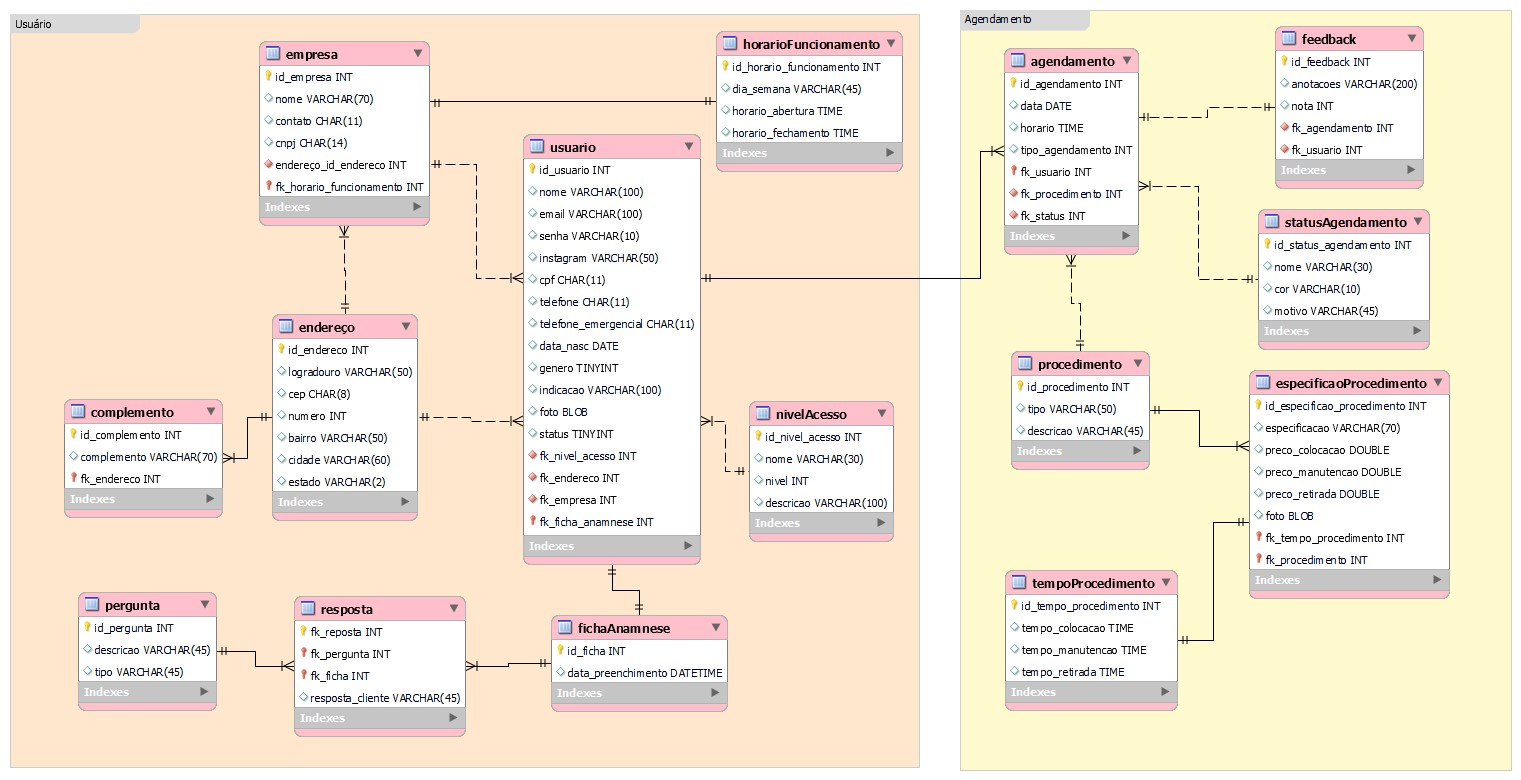 Usuário
empresa
id_empresa INT
nome VARCHAR(70)
contato CHAR(11)
cnpj CHAR(14)
endereço_id_endereco INT
fk_horario_funcionamento INT
Indexes
horarioFuncionamento
id_horario_funcionamento INT
dia_semana VARCHAR(45)
horario_abertura TIME
horario_fechamento TIME
Indexes
usuario
id_usuario INT
nome VARCHAR(100)
email VARCHAR(100)
senha VARCHAR(10)
instagram VARCHAR(50)
cpf CHAR(11)
telefone CHAR(11)
telefone_emergencial CHAR(11)
data_nasc DATE
genero TINYINT
indicacao VARCHAR(100)
foto BLOB
status TINYINT
fk_nivel_acesso INT
fk_endereco INT
fk_empresa INT
fk_ficha_anamnese INT
Indexes
endereço
id_endereco INT
logradouro VARCHAR(50)
cep CHAR(8)
numero INT
bairro VARCHAR(50)
cidade VARCHAR(60)
estado VARCHAR(2)
Indexes
complemento
id_complemento INT
complemento VARCHAR(70)
fk_endereco INT
Indexes
nivelAcesso
id_nivel_acesso INT
nome VARCHAR(30)
nivel INT
descricao VARCHAR(100)
Indexes
pergunta
id_pergunta INT
descricao VARCHAR(45)
tipo VARCHAR(45)
Indexes
resposta
fk_reposta INT
fk_pergunta INT
fk_ficha INT
resposta_cliente VARCHAR(45)
Indexes
fichaAnamnese
id_ficha INT
data_preenchimento DATETIME
Indexes
Agendamento
agendamento
id_agendamento INT
data DATE
horario TIME
tipo_agendamento INT
fk_usuario INT
fk_procedimento INT
fk_status INT
Indexes
feedback
id_feedback INT
anotacoes VARCHAR(200)
nota INT
fk_agendamento INT
fk_usuario INT
Indexes
statusAgendamento
id_status_agendamento INT
nome VARCHAR(30)
cor VARCHAR(10)
motivo VARCHAR(45)
Indexes
procedimento
id_procedimento INT
tipo VARCHAR(50)
descricao VARCHAR(45)
Indexes
especificaoProcedimento
id_especificao_procedimento INT
especificacao VARCHAR(70)
preco_colocacao DOUBLE
preco_manutencao DOUBLE
preco_retirada DOUBLE
foto BLOB
fk_tempo_procedimento INT
fk_procedimento INT
Indexes
tempoProcedimento
id_tempo_procedimento INT
tempo_colocacao TIME
tempo_manutencao TIME
tempo_retirada TIME
Indexes